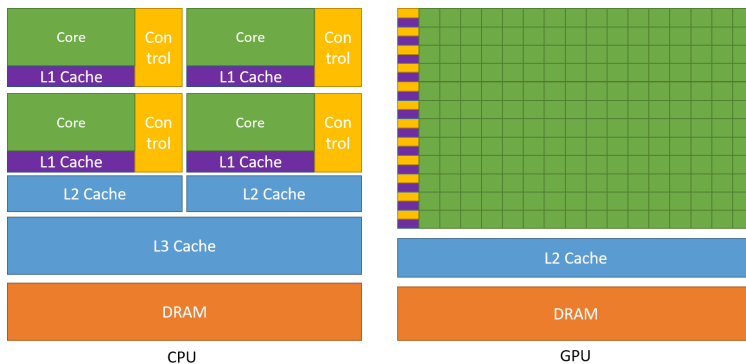 Core
Con
trol
L1 Cache
Core
Con
trol
L1 Cache
Core
Con
trol
L1 Cache
Core
Con
trol
L1 Cache
L2 Cache
L2 Cache
L3 Cache
DRAM
CPU
L2 Cache
DRAM
GPU